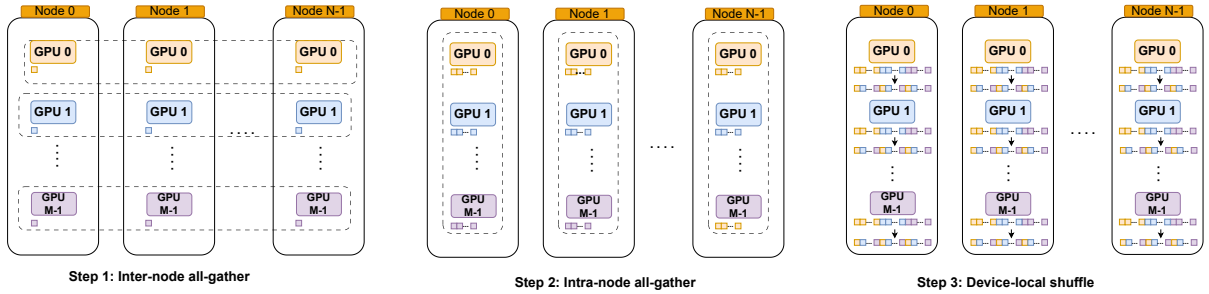 Node 0 Node 1 Node N-1
GPU 0 GPU 0 GPU 0
GPU 1 GPU 1 GPU 1
....
GPU M-1 GPU M-1 GPU M-1
Step 1: Inter-node all-gather
Node 0 Node 1 Node N-1
GPU 0 GPU 0 GPU 0
GPU 1 GPU 1 GPU 1
....
GPU M-1 GPU M-1 GPU M-1
Step 2: Intra-node all-gather
Node 0 Node 1 Node N-1
GPU 0 GPU 0 GPU 0
GPU 1 GPU 1 GPU 1
....
GPU M-1 GPU M-1 GPU M-1
Step 3: Device-local shuffle